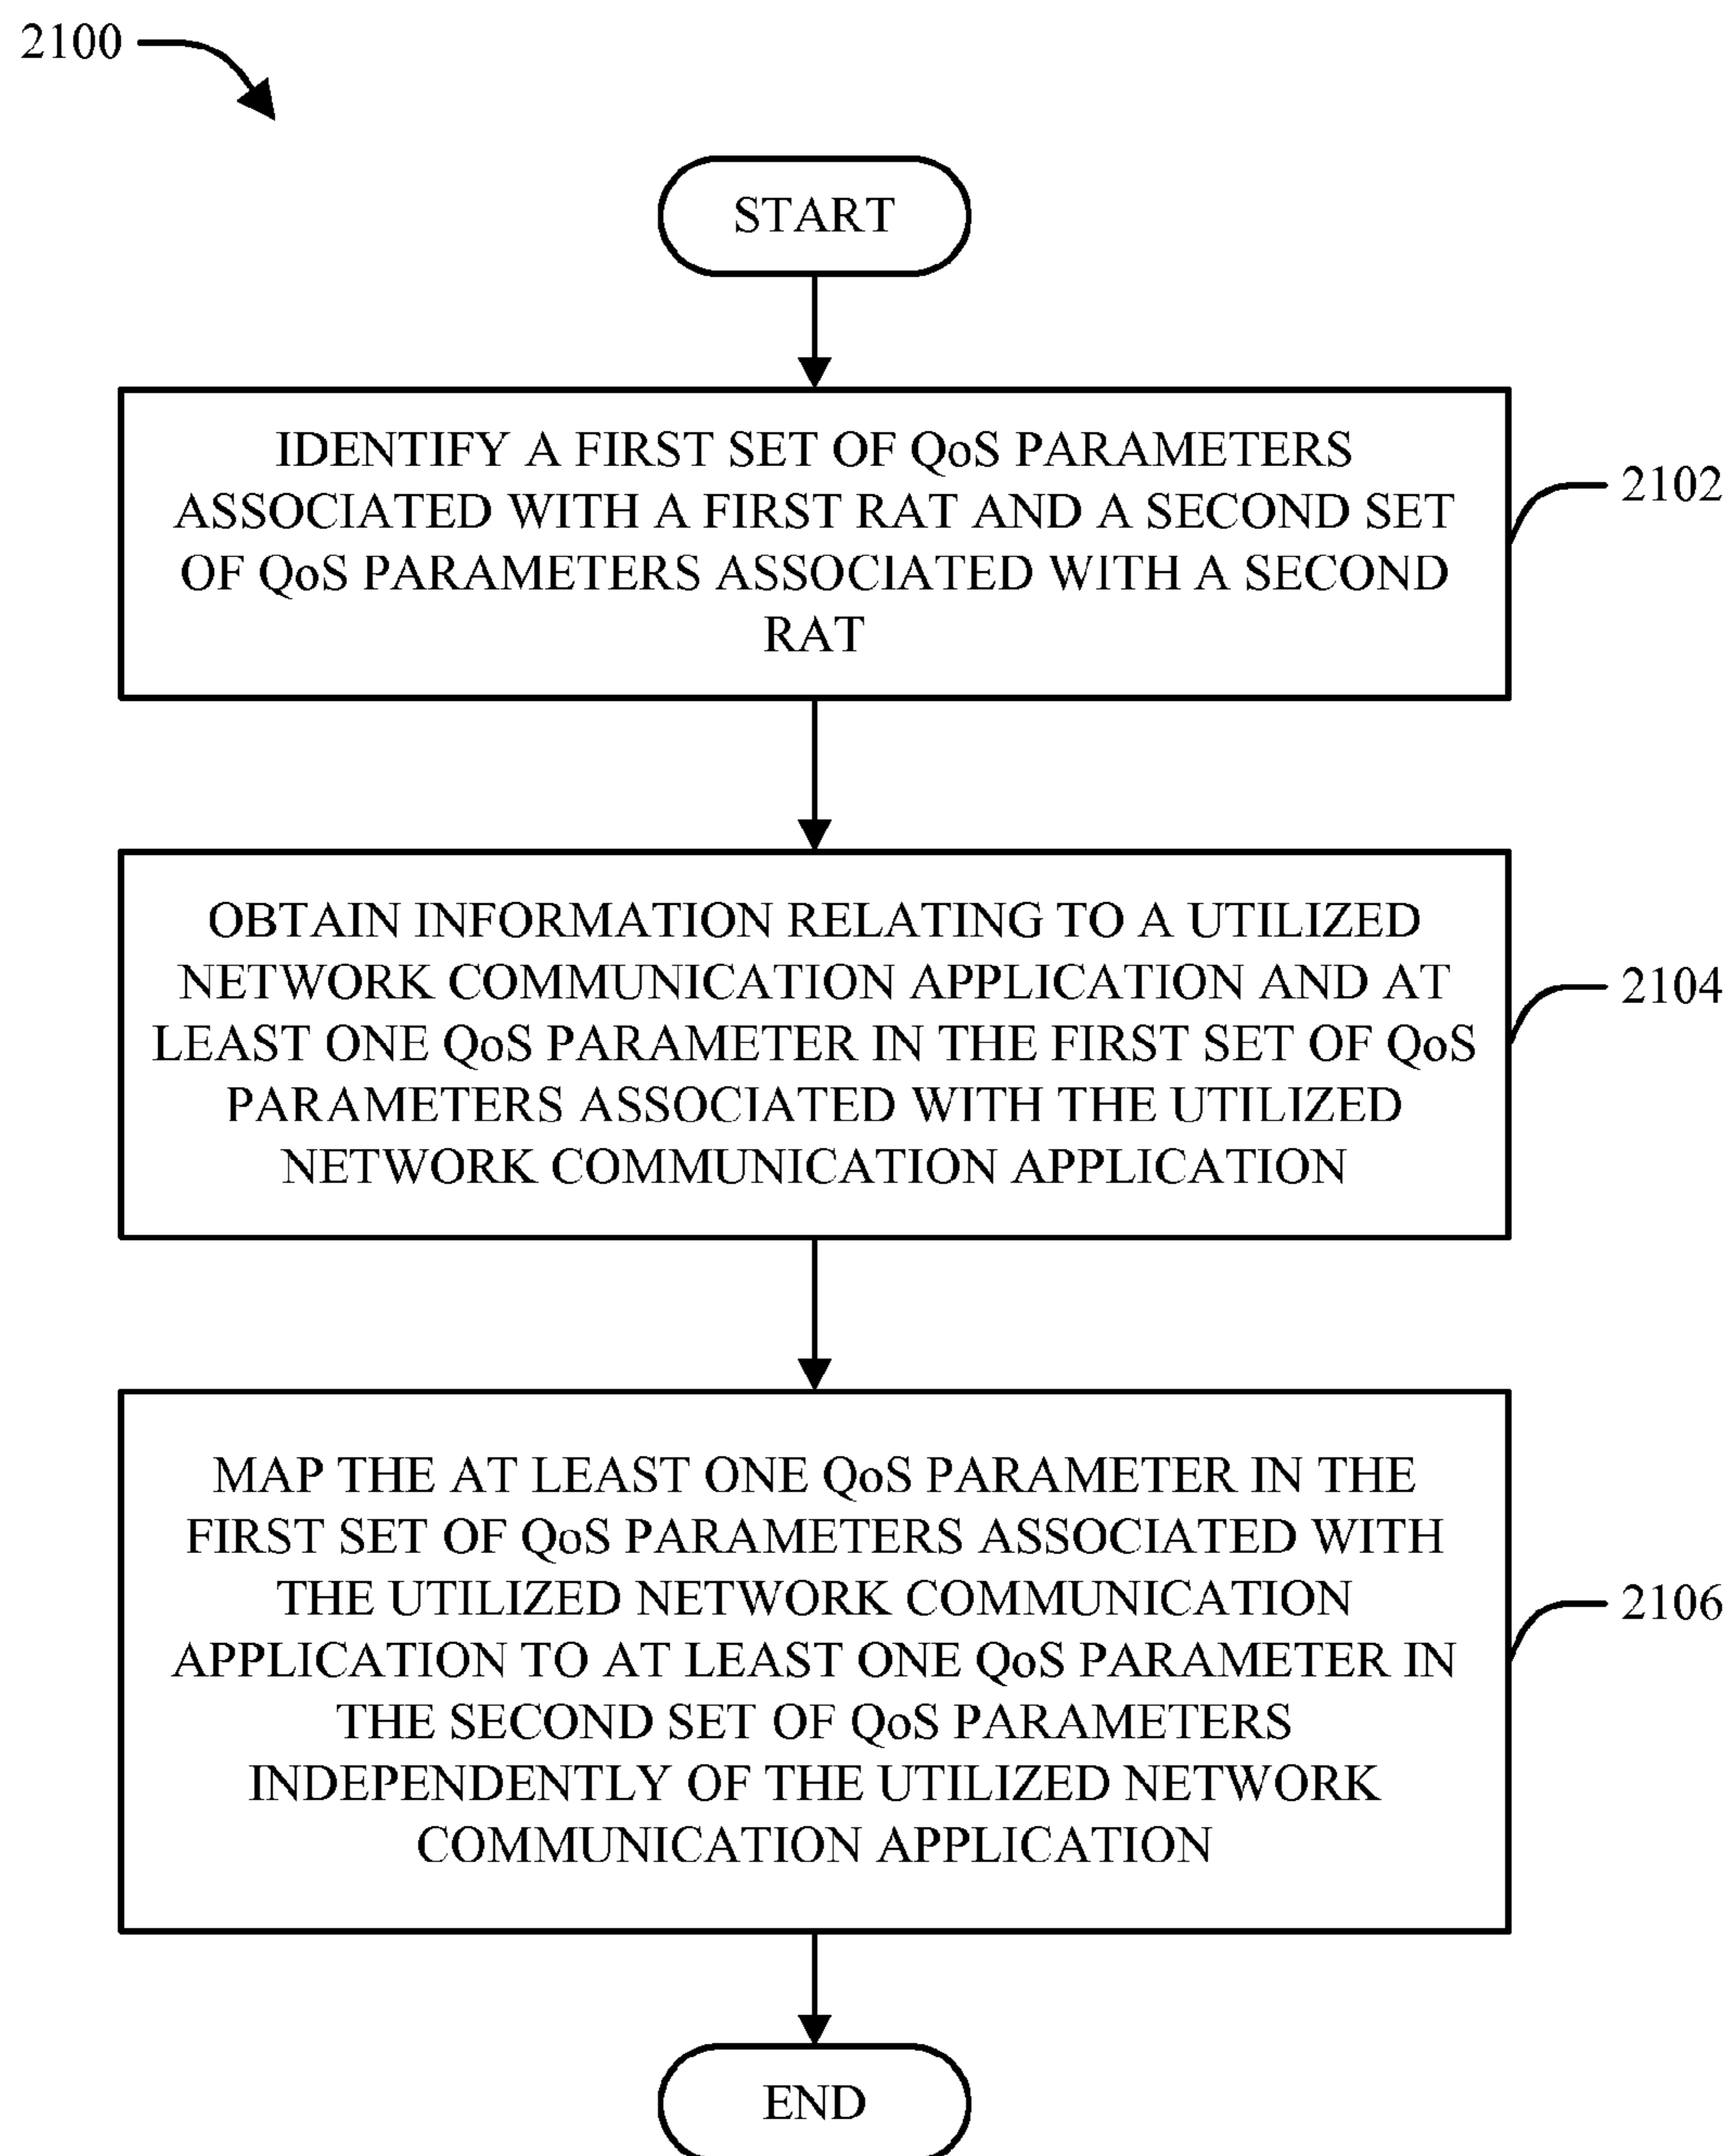 2100
START
IDENTIFY A FIRST SET OF QoS PARAMETERS
ASSOCIATED WITH A FIRST RAT AND A SECOND SET
OF QoS PARAMETERS ASSOCIATED WITH A SECOND
RAT
2102
OBTAIN INFORMATION RELATING TO A UTILIZED
NETWORK COMMUNICATION APPLICATION AND AT
LEAST ONE QoS PARAMETER IN THE FIRST SET OF QoS
PARAMETERS ASSOCIATED WITH THE UTILIZED
NETWORK COMMUNICATION APPLICATION
2104
MAP THE AT LEAST ONE QoS PARAMETER IN THE
FIRST SET OF QoS PARAMETERS ASSOCIATED WITH
THE UTILIZED NETWORK COMMUNICATION
APPLICATION TO AT LEAST ONE QoS PARAMETER IN
THE SECOND SET OF QoS PARAMETERS
INDEPENDENTLY OF THE UTILIZED NETWORK
COMMUNICATION APPLICATION
2106
END